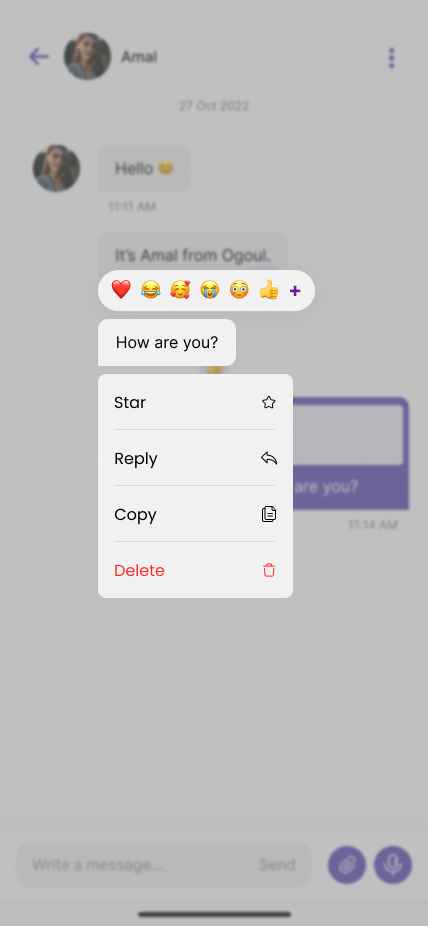 Amal
27 Oct 2022
Hello 😊
11:11 AM
It's Amal from Ogoul.
❤️ 😂 🥰 😭 😳 👍 +
How are you?
Star
Reply
are you?
11:14 AM
Copy
Delete
Write a message...
Send